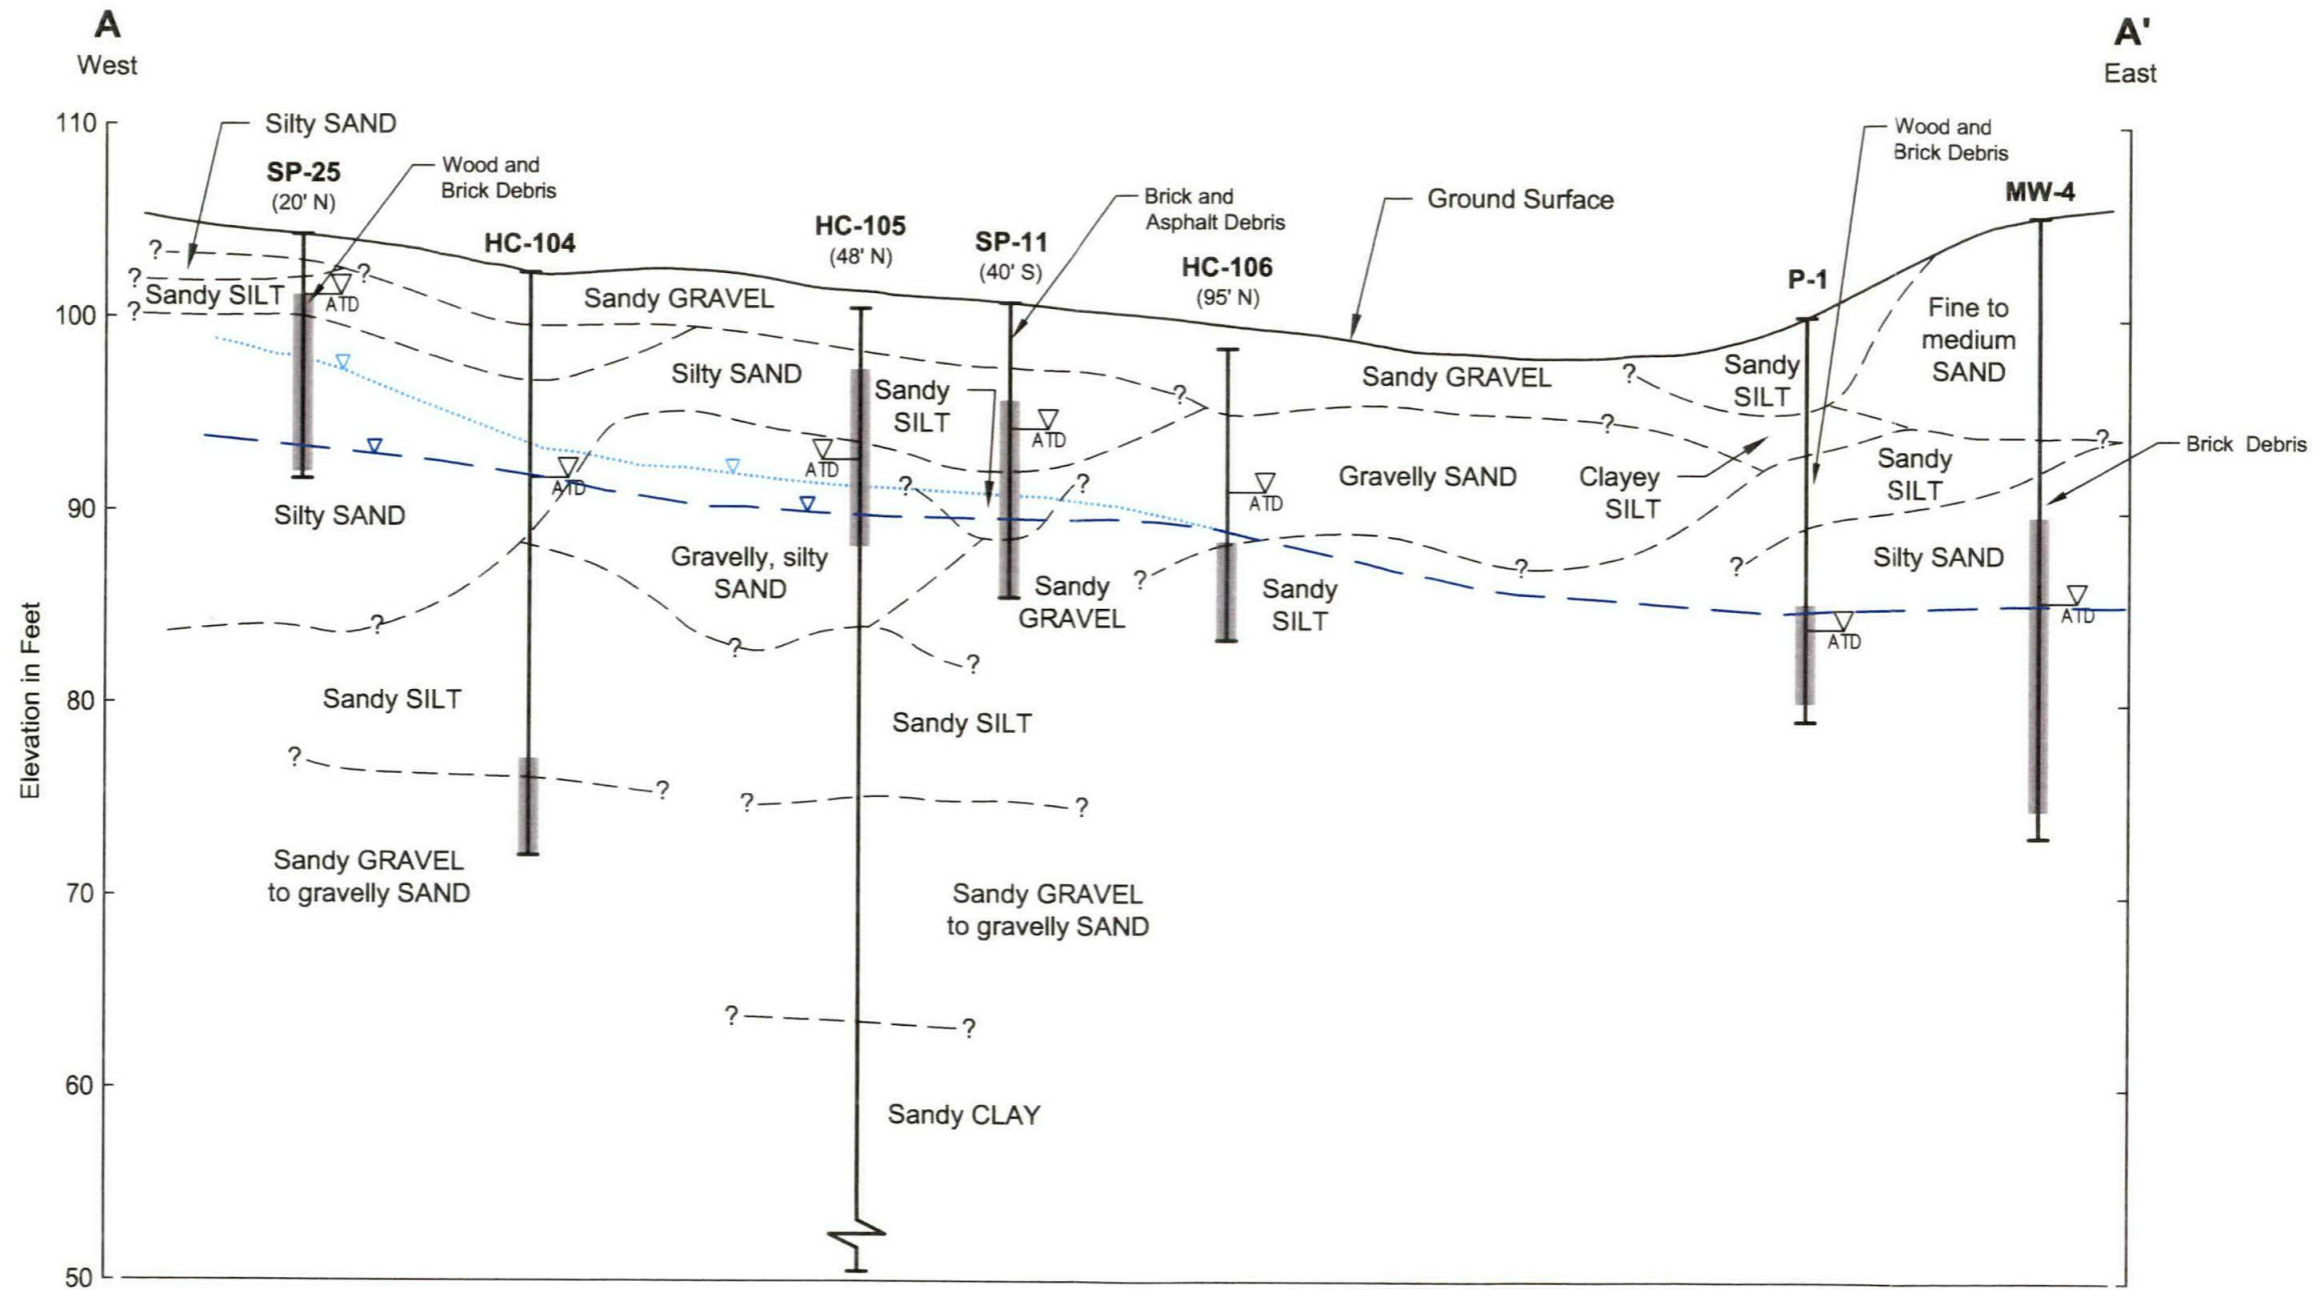 A
West
A'
East
110
100
90
80
70
60
50
Elevation in Feet
Silty SAND
SP-25
(20' N)
Wood and
Brick Debris
HC-104
HC-105
(48' N)
SP-11
(40' S)
Brick and
Asphalt Debris
HC-106
(95' N)
Ground Surface
Wood and
Brick Debris
P-1
MW-4
?
?
?
?
Sandy SILT
ATD
Sandy GRAVEL
Silty SAND
Sandy
SILT
?
Sandy GRAVEL
?
?
Sandy
SILT
Fine to
medium
SAND
ATD
ATD
ATD
?
?
ATD
Gravelly SAND
Clayey
SILT
Sandy
SILT
?
Brick Debris
Silty SAND
Gravelly, silty
SAND
Sandy
GRAVEL
?
Sandy
SILT
?
?
Silty SAND
ATD
ATD
?
?
?
Sandy SILT
Sandy SILT
?
?
?
?
Sandy GRAVEL
to gravelly SAND
Sandy GRAVEL
to gravelly SAND
?
?
Sandy CLAY